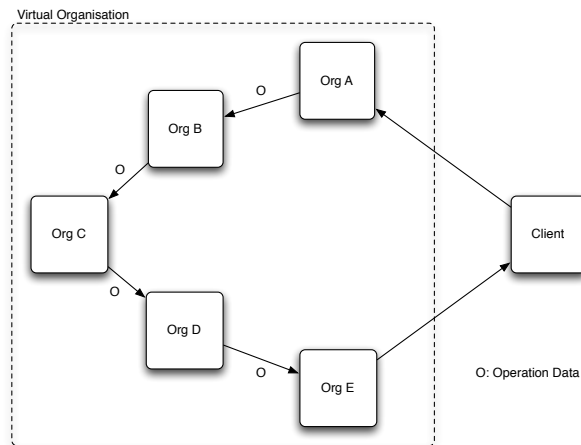 Virtual Organisation
Org A
O
Org B
O
Org C
Client
O
Org D
O
Org E
O: Operation Data